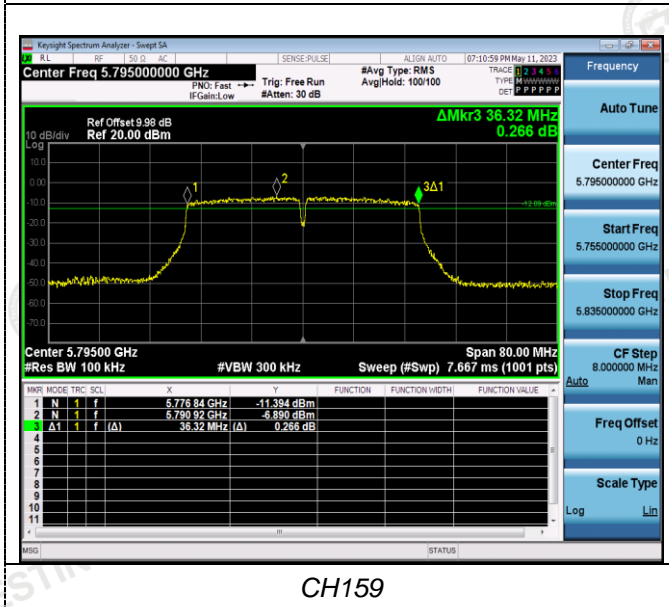 Keysight Spectrum Analyzer - Swept SA
RL RF 50 Ω AC SENSE:PULSE ALIGN AUTO 07:10:59 PM May 11, 2023
Center Freq 5.795000000 GHz #Avg Type: RMS TRACE 1 2 3 4 5 6
PNO: Fast Trig: Free Run Avg|Hold: 100/100 TYPE M
IFGain:Low #Atten: 30 dB DET P P P P P P
Ref Offset 9.98 dB ΔMkr3 36.32 MHz
10 dB/div Ref 20.00 dBm 0.266 dB
Log
10.0
0.00
1 2 3Δ1
-10.0
-12.89 dBm
-20.0
-30.0
-40.0
-50.0
-60.0
-70.0
Center 5.79500 GHz Span 80.00 MHz
#Res BW 100 kHz #VBW 300 kHz Sweep (#Swp) 7.667 ms (1001 pts)
MKR MODE TRC SCL X Y FUNCTION FUNCTION WIDTH FUNCTION VALUE
1 N 1 f 5.776 84 GHz -11.394 dBm
2 N 1 f 5.790 92 GHz -6.890 dBm
3 Δ1 1 f (Δ) 36.32 MHz (Δ) 0.266 dB
4
5
6
7
8
9
10
11
MSG STATUS
Frequency
Auto Tune
Center Freq
5.795000000 GHz
Start Freq
5.755000000 GHz
Stop Freq
5.835000000 GHz
CF Step
8.000000 MHz
Auto Man
Freq Offset
0 Hz
Scale Type
Log Lin
CH159